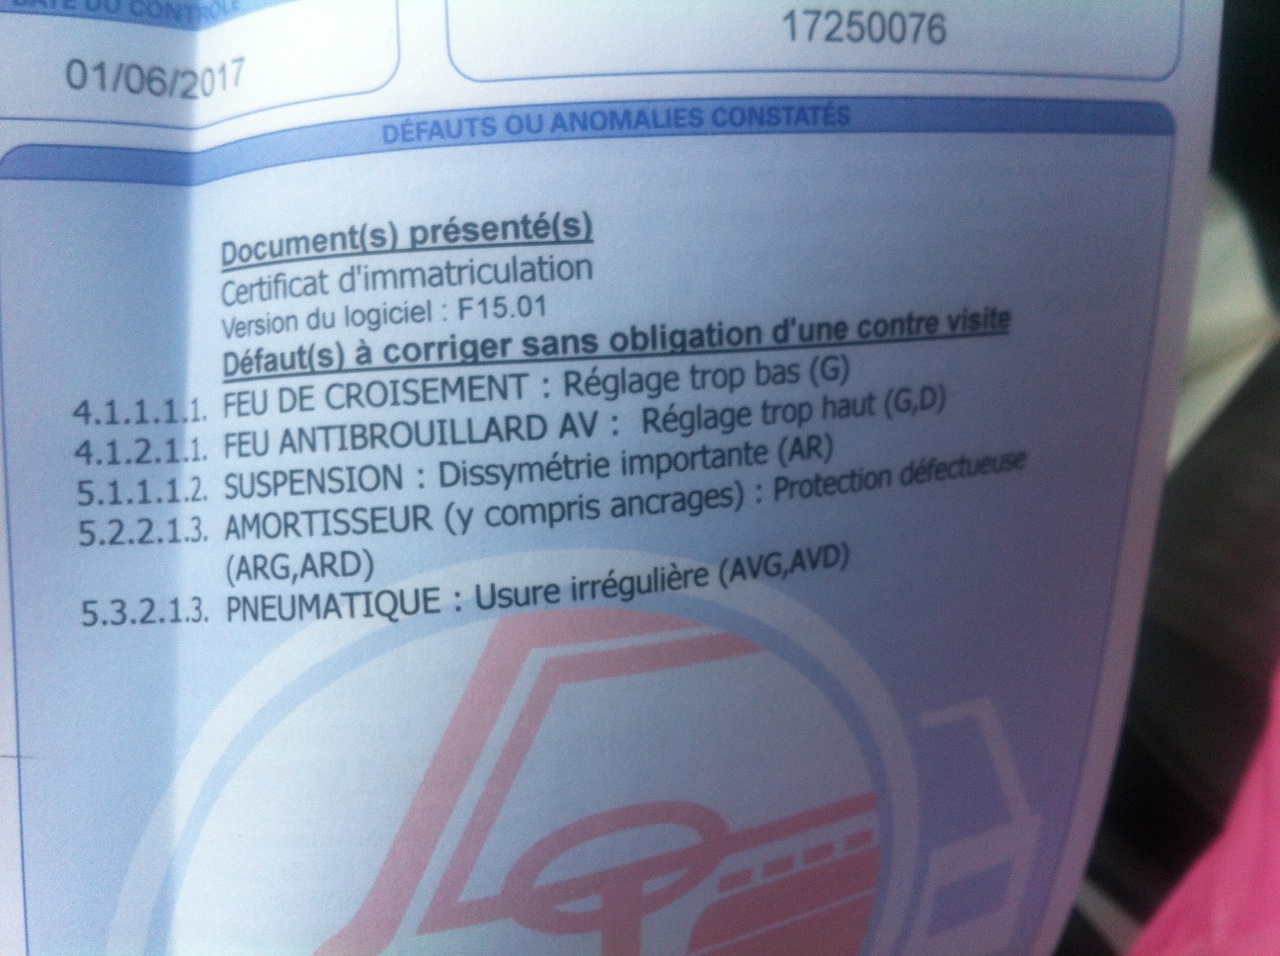 DATE DU CONTRÔLE
01/06/2017
17250076
DÉFAUTS OU ANOMALIES CONSTATÉS
Document(s) présenté(s)
Certificat d'immatriculation
Version du logiciel : F15.01
Défaut(s) à corriger sans obligation d'une contre visite
4.1.1.1.1. FEU DE CROISEMENT : Réglage trop bas (G)
4.1.2.1.1. FEU ANTIBROUILLARD AV : Réglage trop haut (G,D)
5.1.1.1.2. SUSPENSION : Dissymétrie importante (AR)
5.2.2.1.3. AMORTISSEUR (y compris ancrages) : Protection défectueuse
(ARG,ARD)
5.3.2.1.3. PNEUMATIQUE : Usure irrégulière (AVG,AVD)